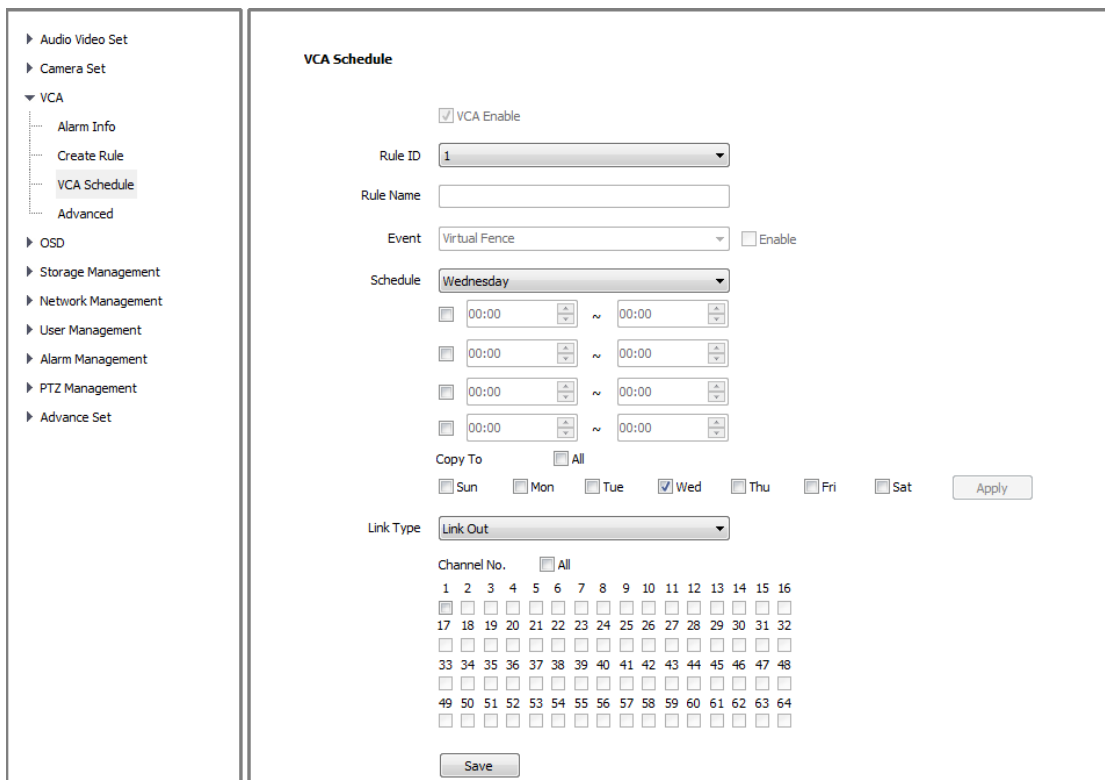 Audio Video Set
Camera Set
VCA
Alarm Info
Create Rule
VCA Schedule
Advanced
OSD
Storage Management
Network Management
User Management
Alarm Management
PTZ Management
Advance Set
VCA Schedule
VCA Enable
Rule ID 1
Rule Name
Event Virtual Fence Enable
Schedule Wednesday
00:00 ~ 00:00
00:00 ~ 00:00
00:00 ~ 00:00
00:00 ~ 00:00
Copy To All
Sun Mon Tue Wed Thu Fri Sat Apply
Link Type Link Out
Channel No. All
1 2 3 4 5 6 7 8 9 10 11 12 13 14 15 16
17 18 19 20 21 22 23 24 25 26 27 28 29 30 31 32
33 34 35 36 37 38 39 40 41 42 43 44 45 46 47 48
49 50 51 52 53 54 55 56 57 58 59 60 61 62 63 64
Save